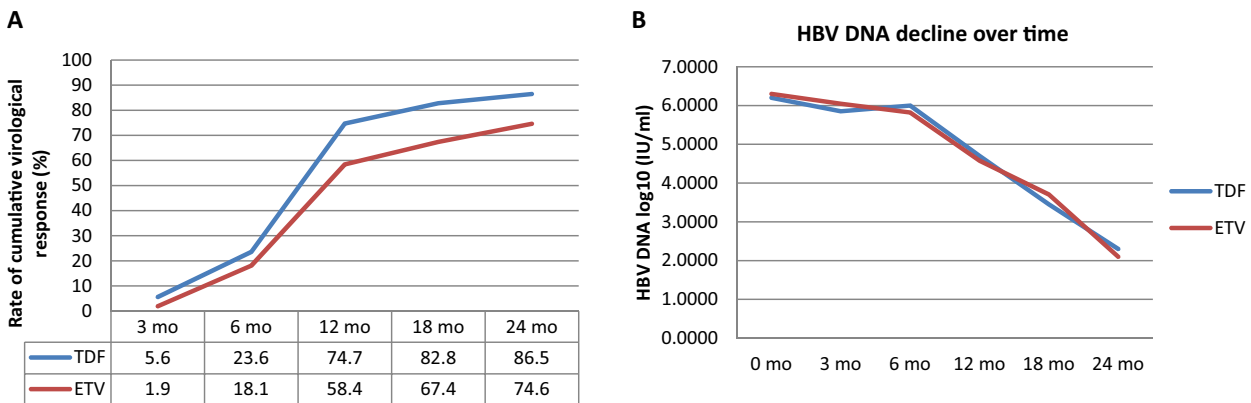 A
Rate of cumulative virological
response (%)
100
90
80
70
60
50
40
30
20
10
0
3 mo 6 mo 12 mo 18 mo 24 mo
TDF 5.6 23.6 74.7 82.8 86.5
ETV 1.9 18.1 58.4 67.4 74.6
B
HBV DNA decline over time
HBV DNA log10 (IU/ml)
7.0000
6.0000
5.0000
4.0000
3.0000
2.0000
1.0000
0.0000
0 mo 3 mo 6 mo 12 mo 18 mo 24 mo
TDF
ETV